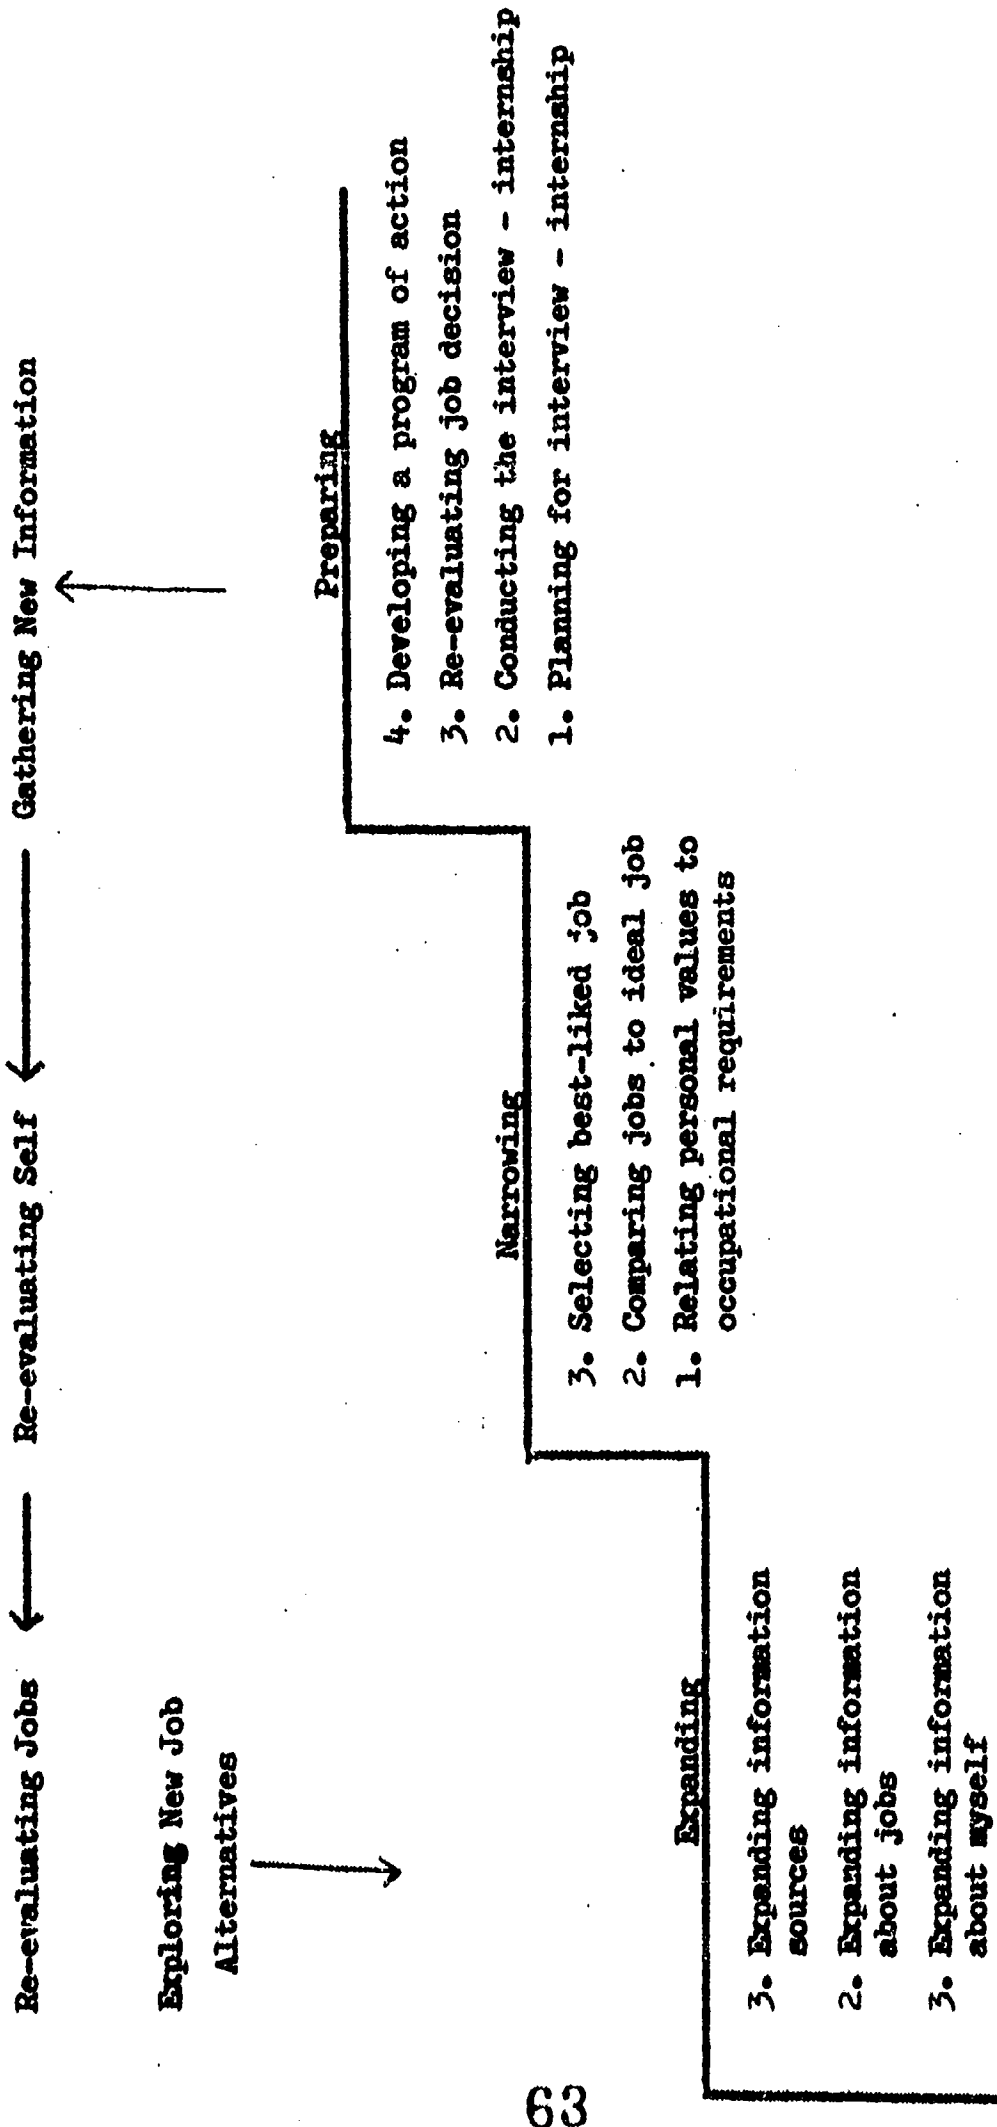 Re-evaluating Jobs ← Re-evaluating Self ← Gathering New Information
Exploring New Job
Alternatives
Preparing
4. Developing a program of action
3. Re-evaluating job decision
2. Conducting the interview - internship
1. Planning for interview - internship
Narrowing
3. Selecting best-liked job
2. Comparing jobs to ideal job
1. Relating personal values to
occupational requirements
Expanding
3. Expanding information
sources
2. Expanding information
about jobs
3. Expanding information
about myself
63